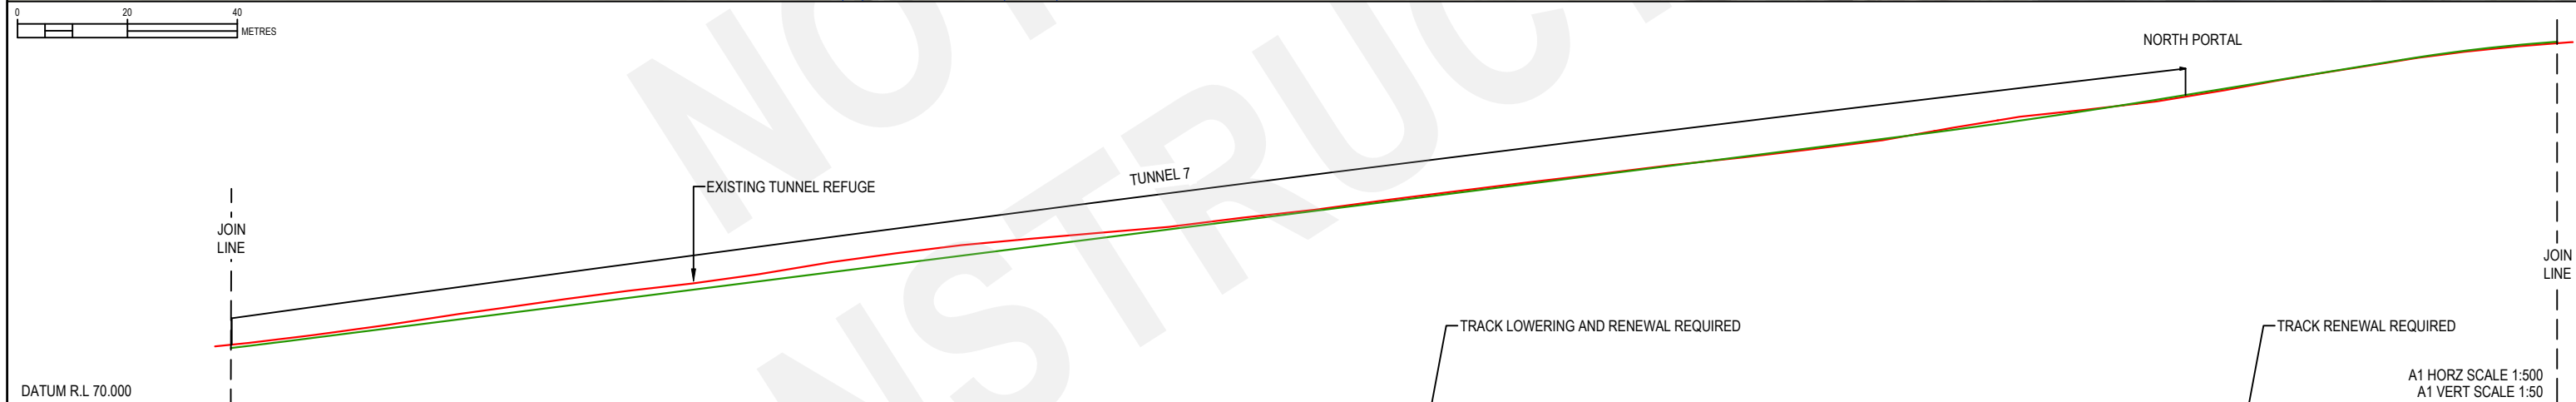 0 20 40
METRES
NORTH PORTAL
EXISTING TUNNEL REFUGE
TUNNEL 7
JOIN
LINE
JOIN
LINE
TRACK LOWERING AND RENEWAL REQUIRED
TRACK RENEWAL REQUIRED
DATUM R.L 70.000
A1 HORZ SCALE 1:500
A1 VERT SCALE 1:50